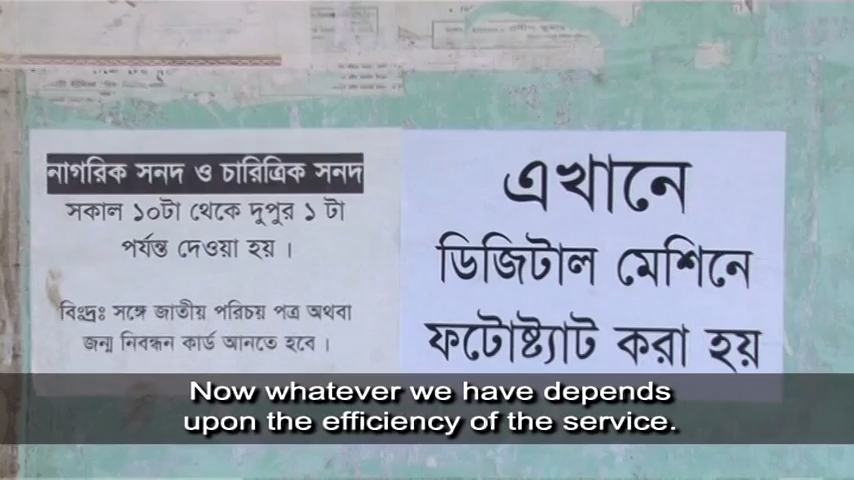 নাগরিক সনদ ও চারিত্রিক সনদ
সকাল ১০টা থেকে দুপুর ১ টা
পর্যন্ত দেওয়া হয় ।
বিঃদ্রঃ সঙ্গে জাতীয় পরিচয় পত্র অথবা
জন্ম নিবন্ধন কার্ড আনতে হবে ।
এখানে
ডিজিটাল মেশিনে
ফটোষ্ট্যাট করা হয়
Now whatever we have depends
upon the efficiency of the service.